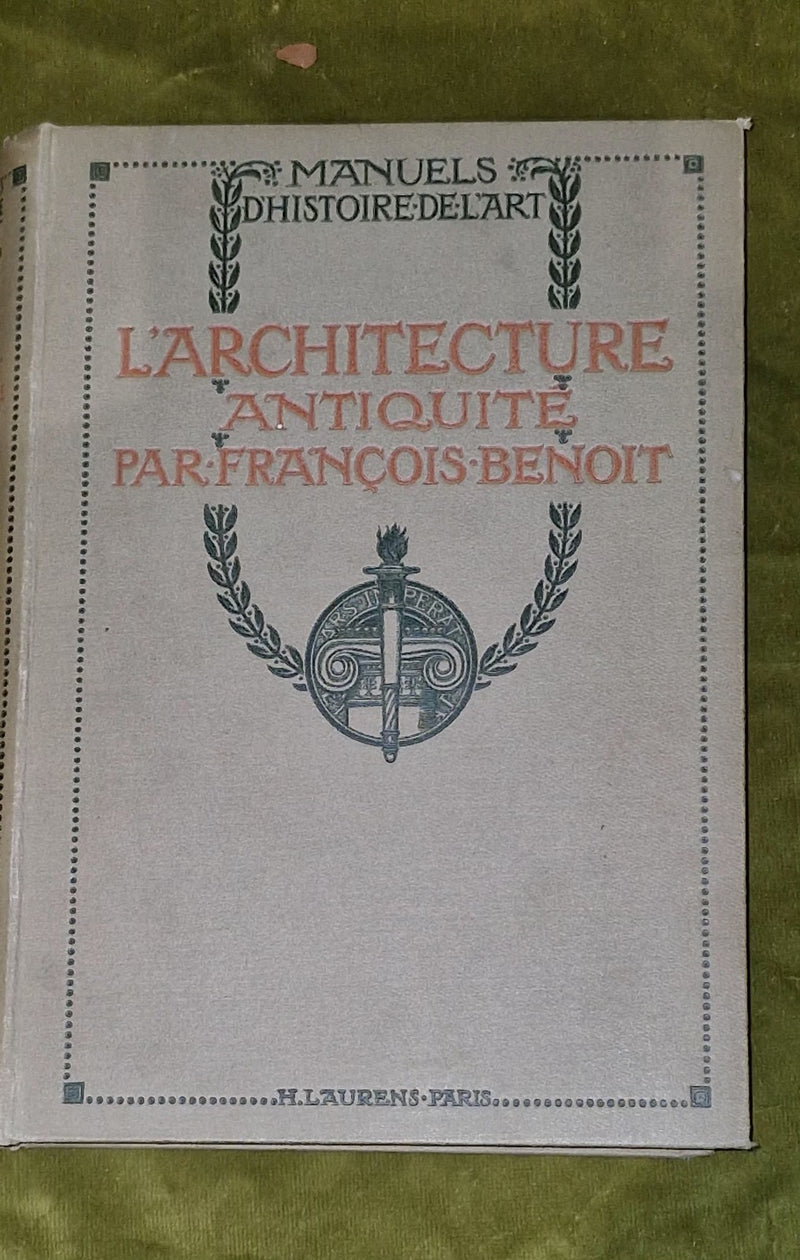 MANUELS
D'HISTOIRE·DE·L'ART
L'ARCHITECTURE
ANTIQUITÉ
PAR·FRANÇOIS·BENOIT
ARS IMPERAT
H. LAURENS·PARIS